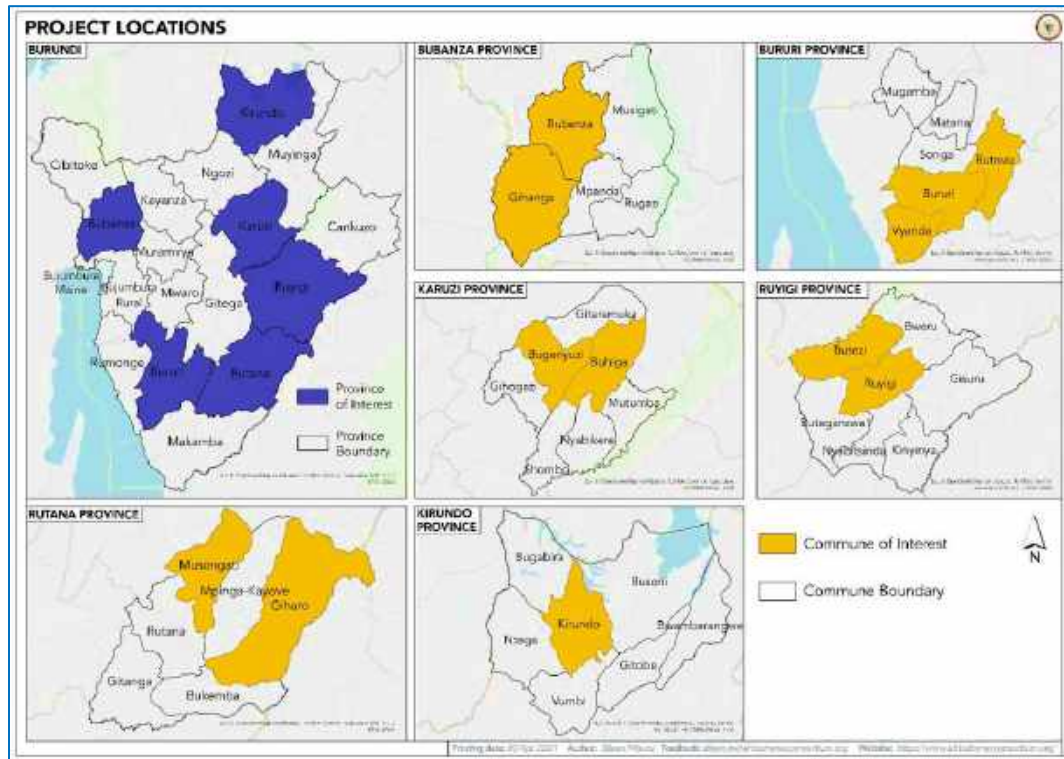 PROJECT LOCATIONS
BURUNDI
Kirundo
Cibitoke
Ngozi
Muyinga
Kayanza
Bubanza
Karuzi
Cankuzo
Muramvya
Bujumbura
Mairie
Bujumbura
Rural
Mwaro
Gitega
Ruyigi
Rumonge
Bururi
Rutana
Makamba
Province
of Interest
Province
Boundary
BUBANZA PROVINCE
Bubanza
Musigati
Gihanga
Mpanda
Rugazi
BURURI PROVINCE
Mugamba
Matana
Songa
Rutovu
Bururi
Vyanda
KARUZI PROVINCE
Gitaramuka
Bugenyuzi
Buhiga
Gihogazi
Mutumba
Nyabikere
Shombo
RUYIGI PROVINCE
Bweru
Butezi
Ruyigi
Gisuru
Butaganzwa
Nyabitsinda
Kinyinya
RUTANA PROVINCE
Musongati
Mpinga-Kayove
Giharo
Rutana
Gitanga
Bukemba
KIRUNDO
PROVINCE
Bugabira
Busoni
Kirundo
Bwambarangwe
Ntega
Gitobe
Vumbi
Commune of Interest
Commune Boundary
N